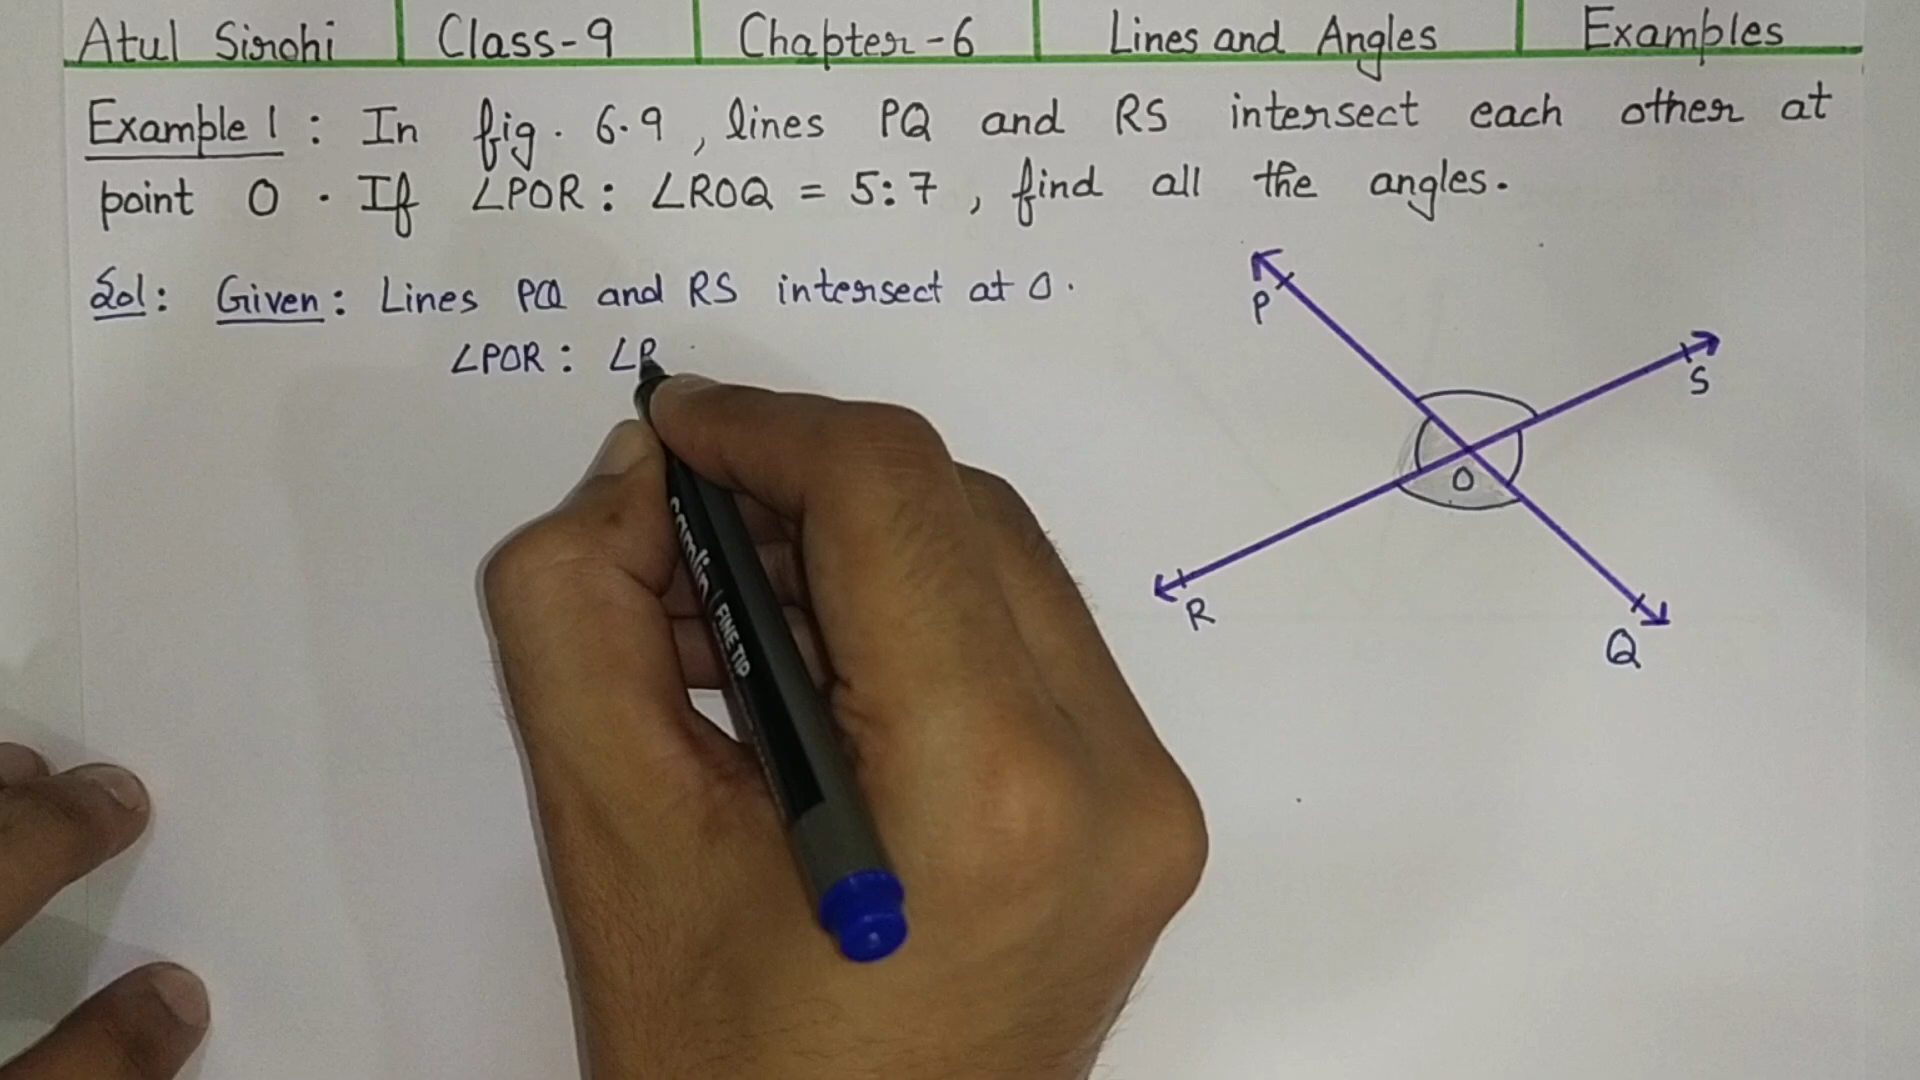 Atul Sirohi Class-9 Chapter-6 Lines and Angles Examples
Example 1 : In fig. 6.9 , lines PQ and RS intersect each other at
point O . If ∠POR : ∠ROQ = 5:7 , find all the angles.
Sol : Given : Lines PQ and RS intersect at O.
∠POR : ∠R
P
S
O
R
Q
camlin FINE TIP